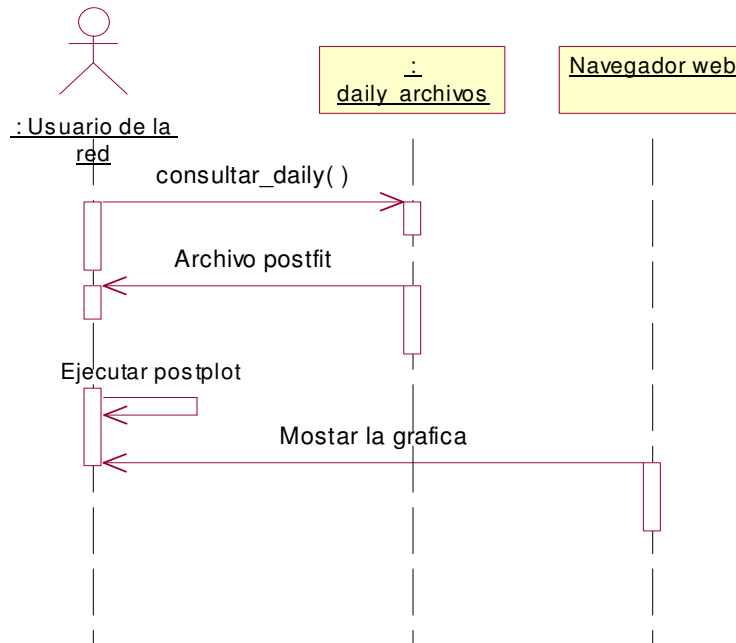 :
daily_archivos
Navegador web
: Usuario de la
red
consultar_daily( )
Archivo postfit
Ejecutar postplot
Mostar la grafica